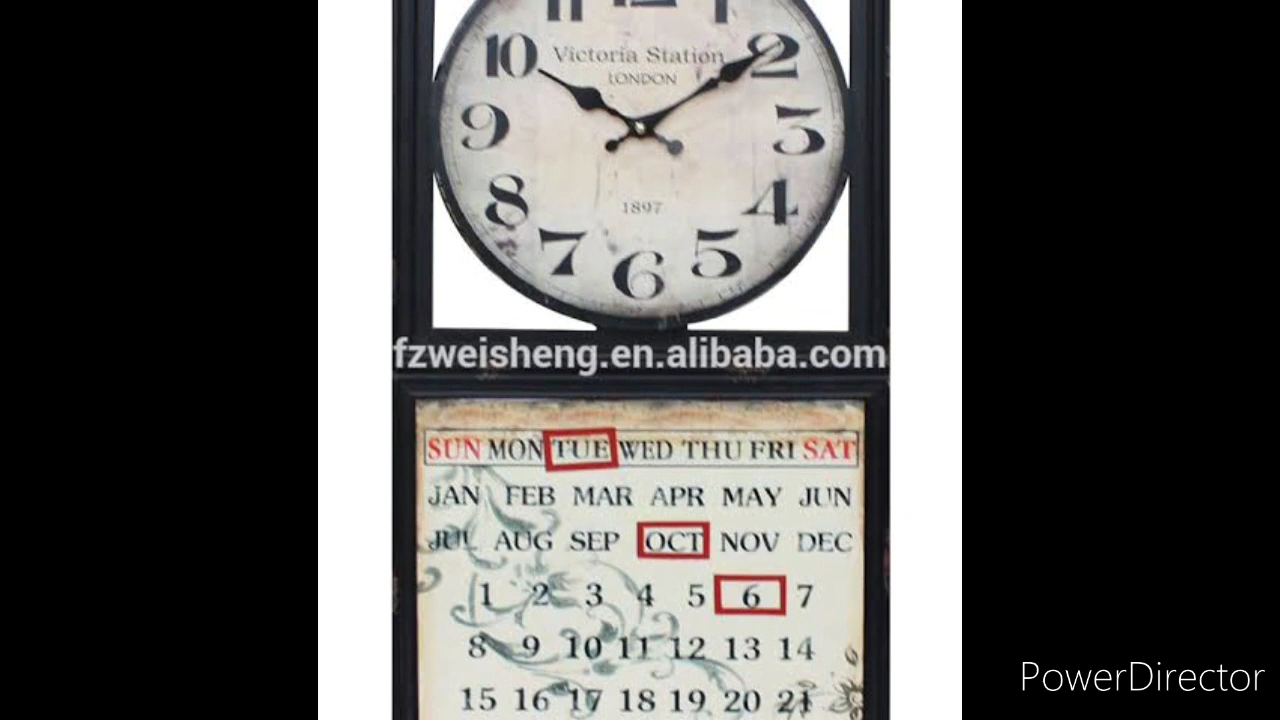 11 12 1
10 2
Victoria Station
LONDON
9 3
8 4
1897
7 5
6
fzweisheng.en.alibaba.com
SUN MON TUE WED THU FRI SAT
JAN FEB MAR APR MAY JUN
JUL AUG SEP OCT NOV DEC
1 2 3 4 5 6 7
8 9 10 11 12 13 14
15 16 17 18 19 20 21
PowerDirector